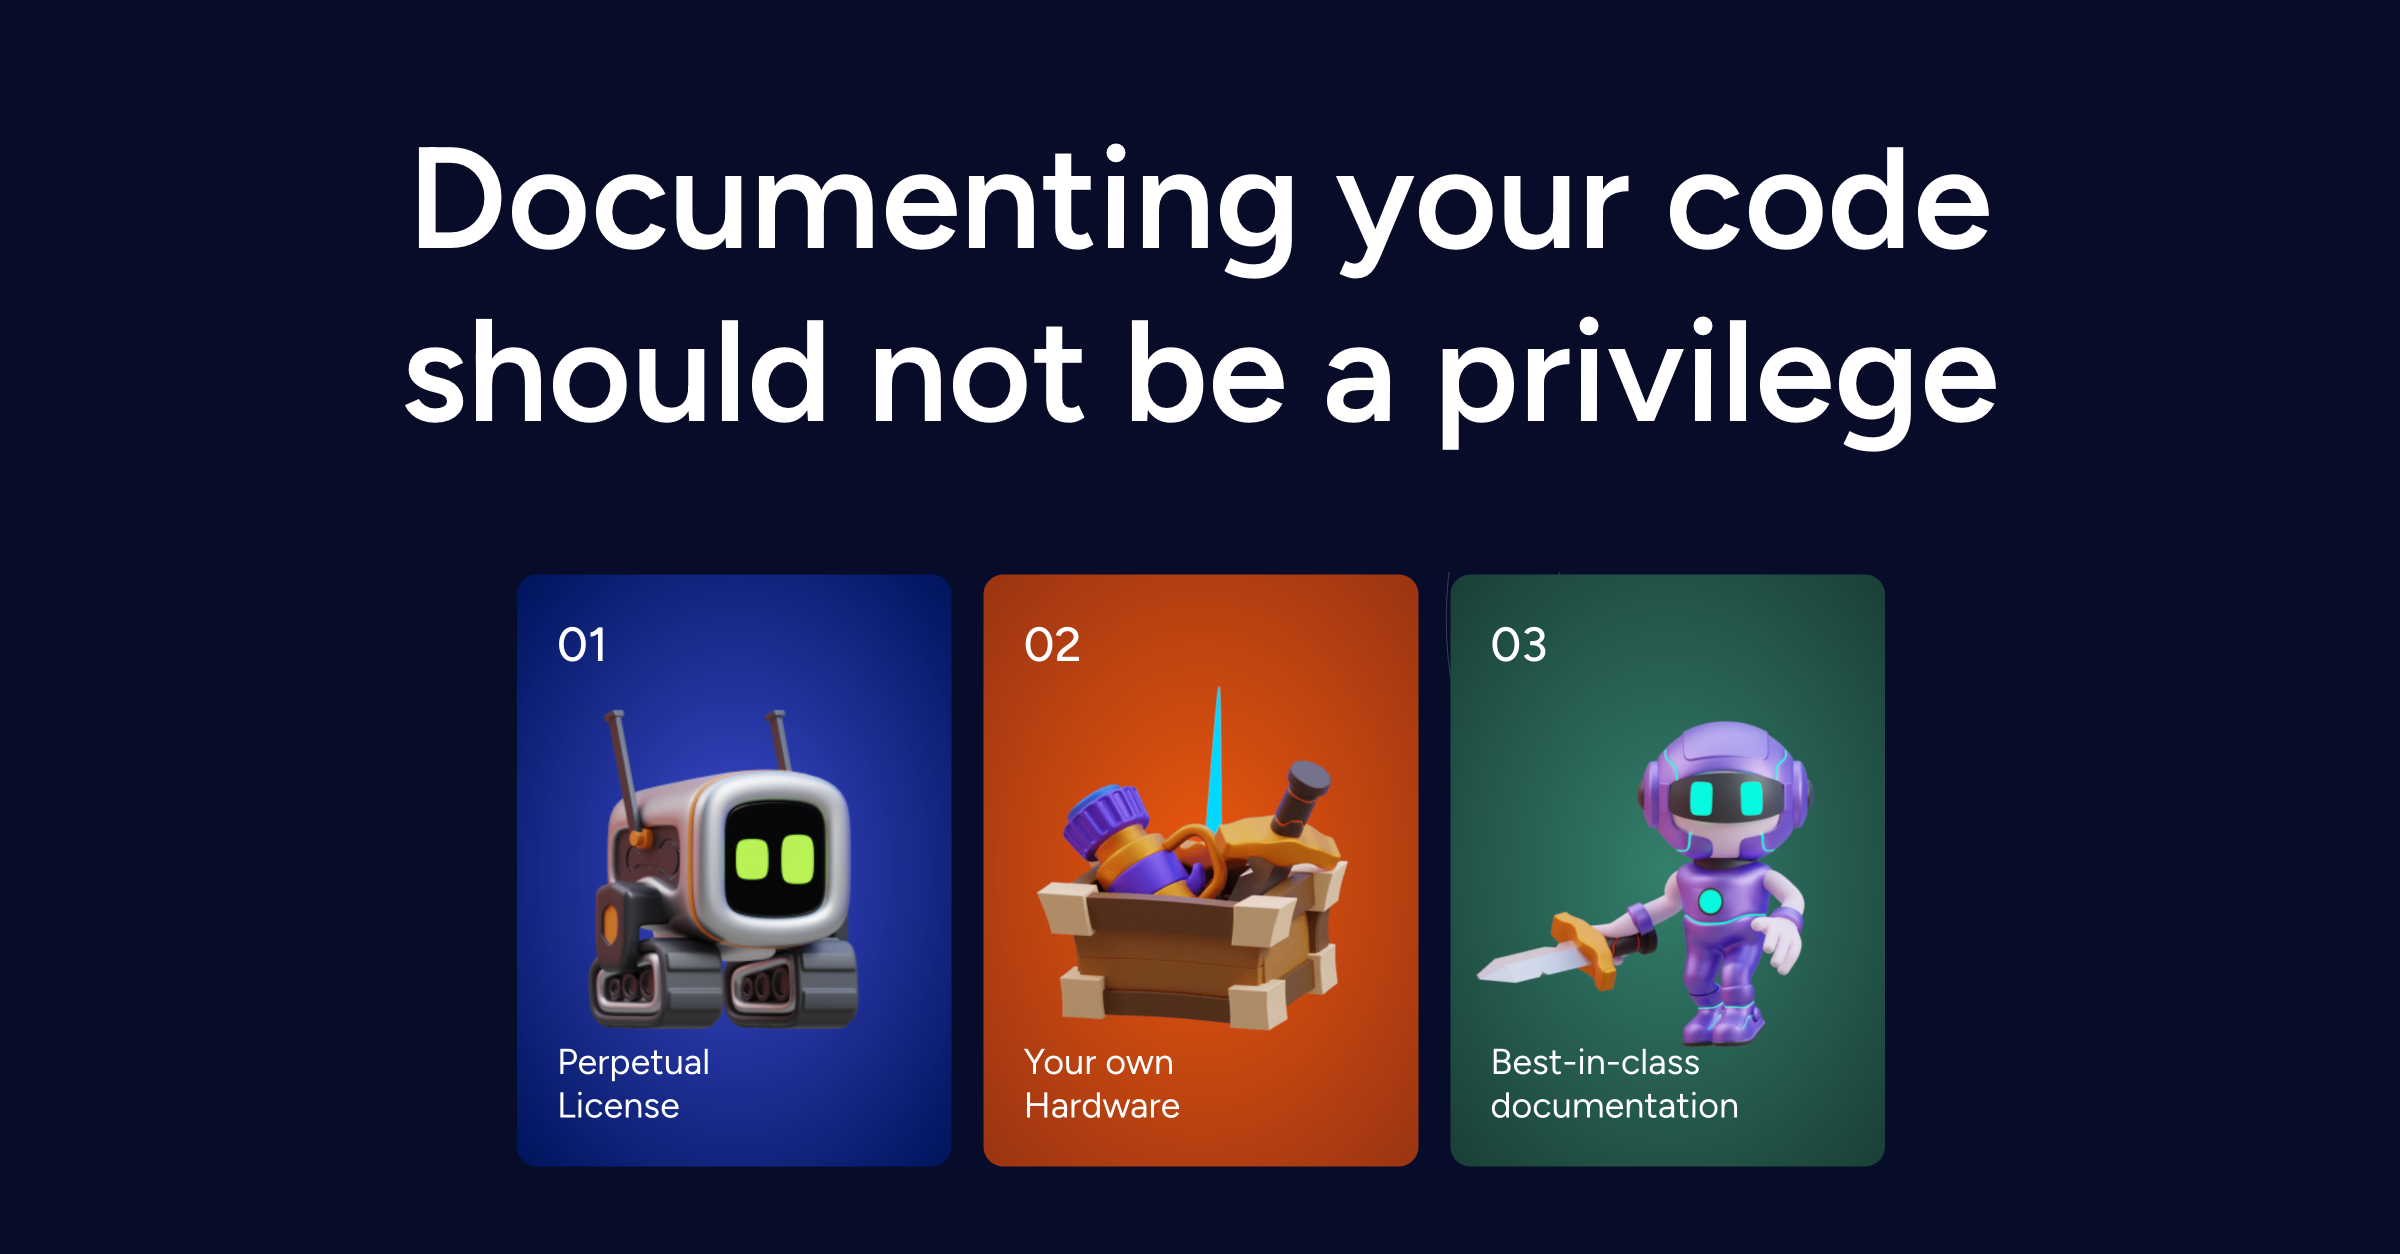 Documenting your code
should not be a privilege
01
Perpetual
License
02
Your own
Hardware
03
Best-in-class
documentation